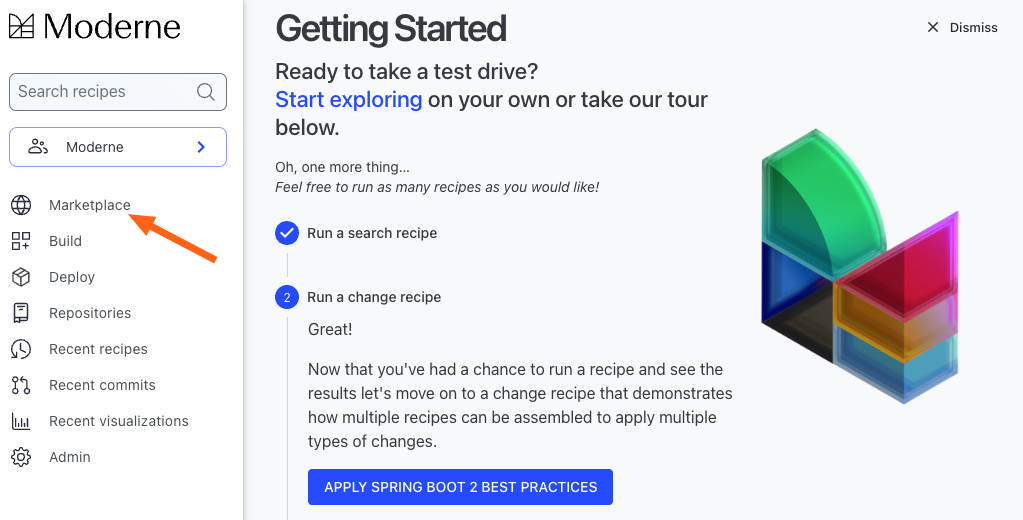 Moderne
Search recipes
Moderne
Marketplace
Build
Deploy
Repositories
Recent recipes
Recent commits
Recent visualizations
Admin
Getting Started
Dismiss
Ready to take a test drive?
Start exploring on your own or take our tour
below.
Oh, one more thing...
Feel free to run as many recipes as you would like!
Run a search recipe
2 Run a change recipe
Great!
Now that you've had a chance to run a recipe and see the
results let's move on to a change recipe that demonstrates
how multiple recipes can be assembled to apply multiple
types of changes.
APPLY SPRING BOOT 2 BEST PRACTICES